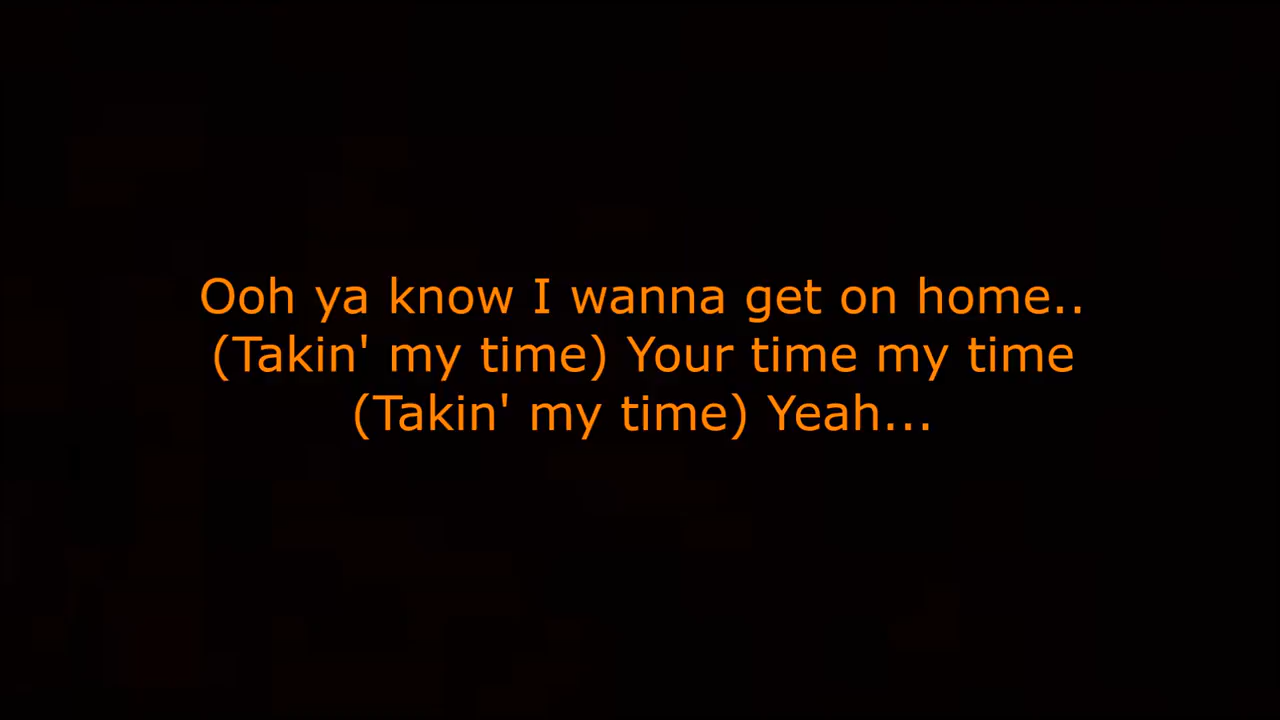 Ooh ya know I wanna get on home..
(Takin' my time) Your time my time
(Takin' my time) Yeah...